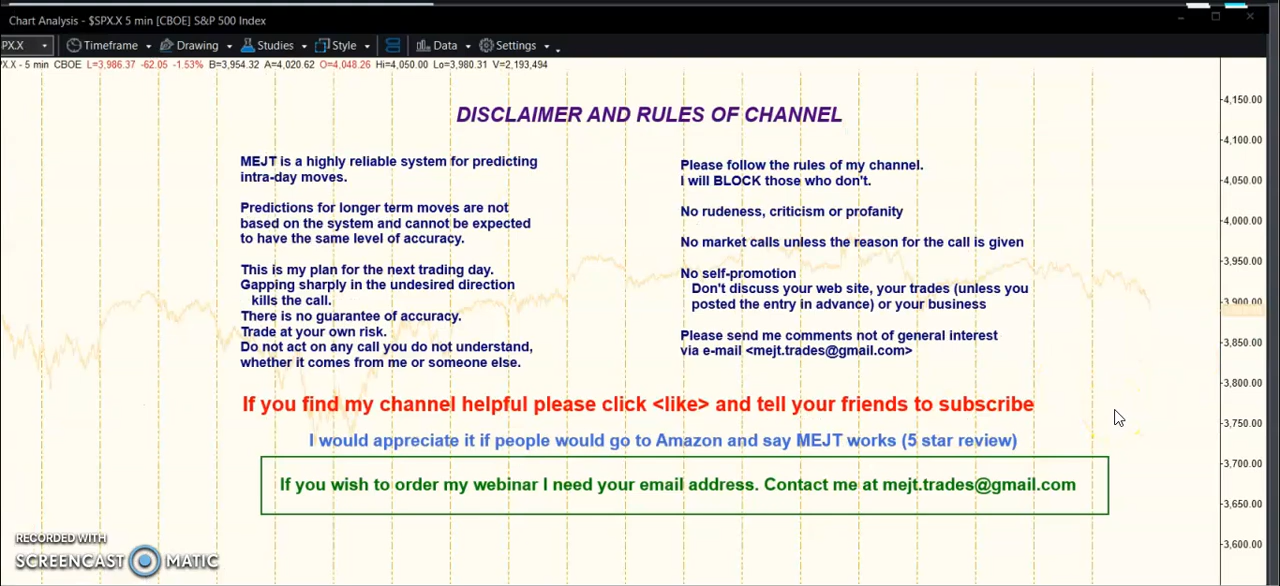 Chart Analysis - $SPX.X 5 min [CBOE] S&P 500 Index
PX.X Timeframe Drawing Studies Style Data Settings
X.X - 5 min CBOE L=3,986.37 -62.05 -1.53% B=3,954.32 A=4,020.62 O=4,048.26 Hi=4,050.00 Lo=3,980.31 V=2,193,494
DISCLAIMER AND RULES OF CHANNEL
MEJT is a highly reliable system for predicting
intra-day moves.
Predictions for longer term moves are not
based on the system and cannot be expected
to have the same level of accuracy.
This is my plan for the next trading day.
Gapping sharply in the undesired direction
kills the call.
There is no guarantee of accuracy.
Trade at your own risk.
Do not act on any call you do not understand,
whether it comes from me or someone else.
Please follow the rules of my channel.
I will BLOCK those who don't.
No rudeness, criticism or profanity
No market calls unless the reason for the call is given
No self-promotion
Don't discuss your web site, your trades (unless you
posted the entry in advance) or your business
Please send me comments not of general interest
via e-mail <mejt.trades@gmail.com>
If you find my channel helpful please click <like> and tell your friends to subscribe
I would appreciate it if people would go to Amazon and say MEJT works (5 star review)
If you wish to order my webinar I need your email address. Contact me at mejt.trades@gmail.com
4,150.00
4,100.00
4,050.00
4,000.00
3,950.00
3,900.00
3,850.00
3,800.00
3,750.00
3,700.00
3,650.00
3,600.00
RECORDED WITH
SCREENCAST MATIC